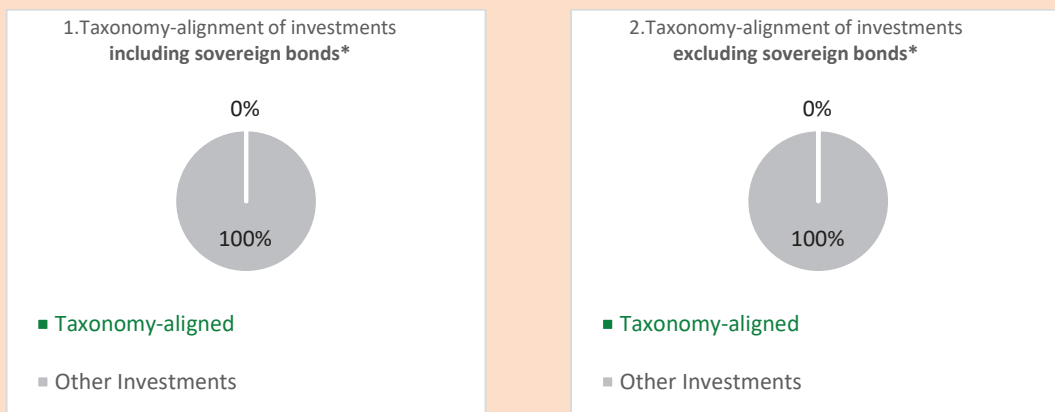 1.Taxonomy-alignment of investments
including sovereign bonds*
0%
100%
Taxonomy-aligned
Other Investments
2.Taxonomy-alignment of investments
excluding sovereign bonds*
0%
100%
Taxonomy-aligned
Other Investments